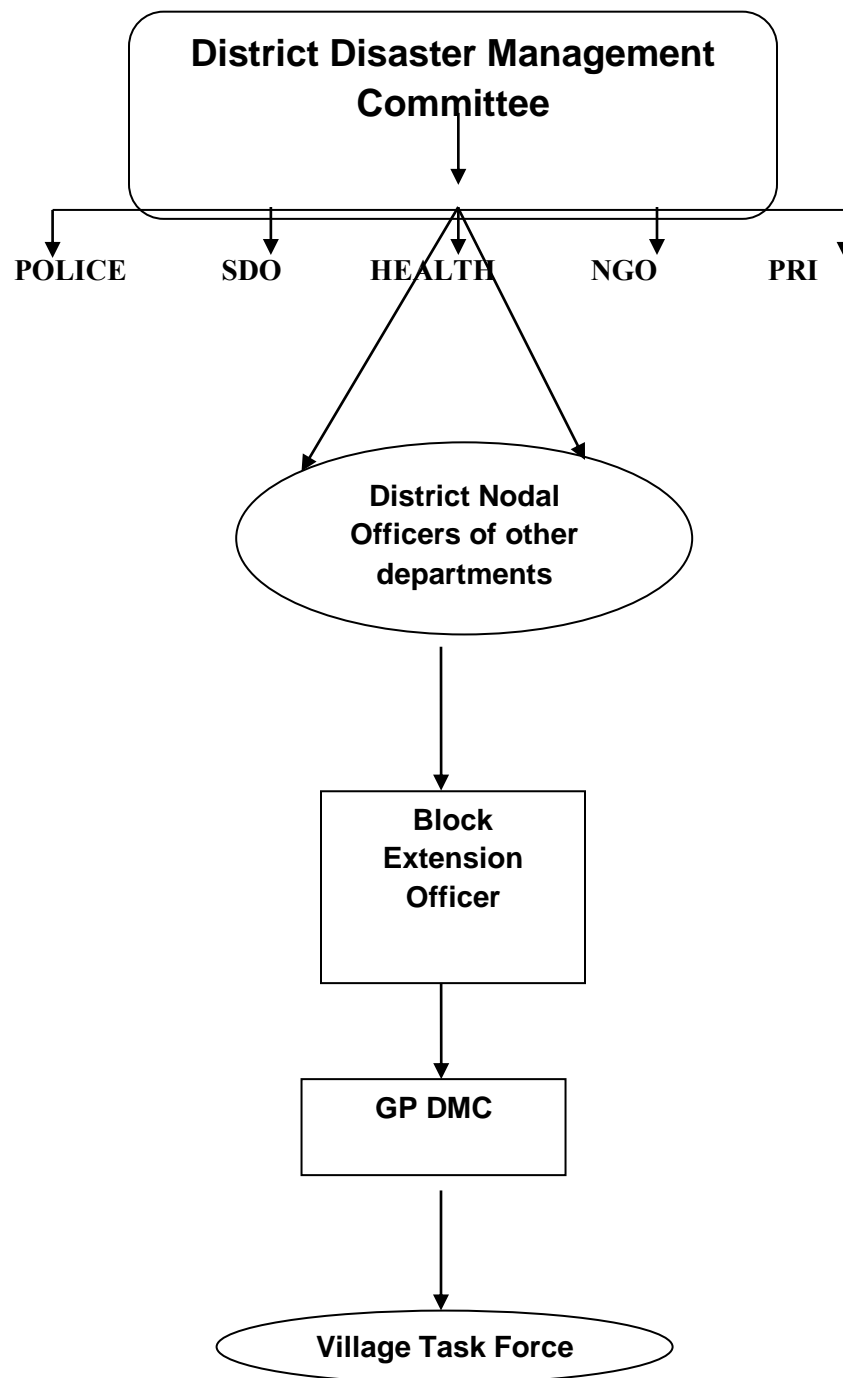 District Disaster Management
Committee
POLICE SDO HEALTH NGO PRI
District Nodal
Officers of other
departments
Block
Extension
Officer
GP DMC
Village Task Force